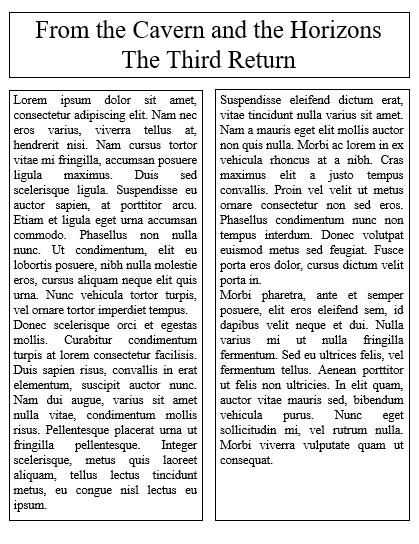 From the Cavern and the Horizons
The Third Return
Lorem ipsum dolor sit amet,
consectetur adipiscing elit. Nam nec
eros varius, viverra tellus at,
hendrerit nisi. Nam cursus tortor
vitae mi fringilla, accumsan posuere
ligula maximus. Duis sed
scelerisque ligula. Suspendisse eu
auctor sapien, at porttitor arcu.
Etiam et ligula eget urna accumsan
commodo. Phasellus non nulla
nunc. Ut condimentum, elit eu
lobortis posuere, nibh nulla molestie
eros, cursus aliquam neque elit quis
urna. Nunc vehicula tortor turpis,
vel ornare tortor imperdiet tempus.
Donec scelerisque orci et egestas
mollis. Curabitur condimentum
turpis at lorem consectetur facilisis.
Duis sapien risus, convallis in erat
elementum, suscipit auctor nunc.
Nam dui augue, varius sit amet
nulla vitae, condimentum mollis
risus. Pellentesque placerat urna ut
fringilla pellentesque. Integer
scelerisque, metus quis laoreet
aliquam, tellus lectus tincidunt
metus, eu congue nisl lectus eu
ipsum.
Suspendisse eleifend dictum erat,
vitae tincidunt nulla varius sit amet.
Nam a mauris eget elit mollis auctor
non quis nulla. Morbi ac lorem in ex
vehicula rhoncus at a nibh. Cras
maximus elit a justo tempus
convallis. Proin vel velit ut metus
ornare consectetur non sed eros.
Phasellus condimentum nunc non
tempus interdum. Donec volutpat
euismod metus sed feugiat. Fusce
porta eros dolor, cursus dictum velit
porta in.
Morbi pharetra, ante et semper
posuere, elit eros eleifend sem, id
dapibus velit neque et dui. Nulla
varius mi ut nulla fringilla
fermentum. Sed eu ultrices felis, vel
fermentum tellus. Aenean porttitor
ut felis non ultricies. In elit quam,
auctor vitae mauris sed, bibendum
vehicula purus. Nunc eget
sollicitudin mi, vel rutrum nulla.
Morbi viverra vulputate quam ut
consequat.